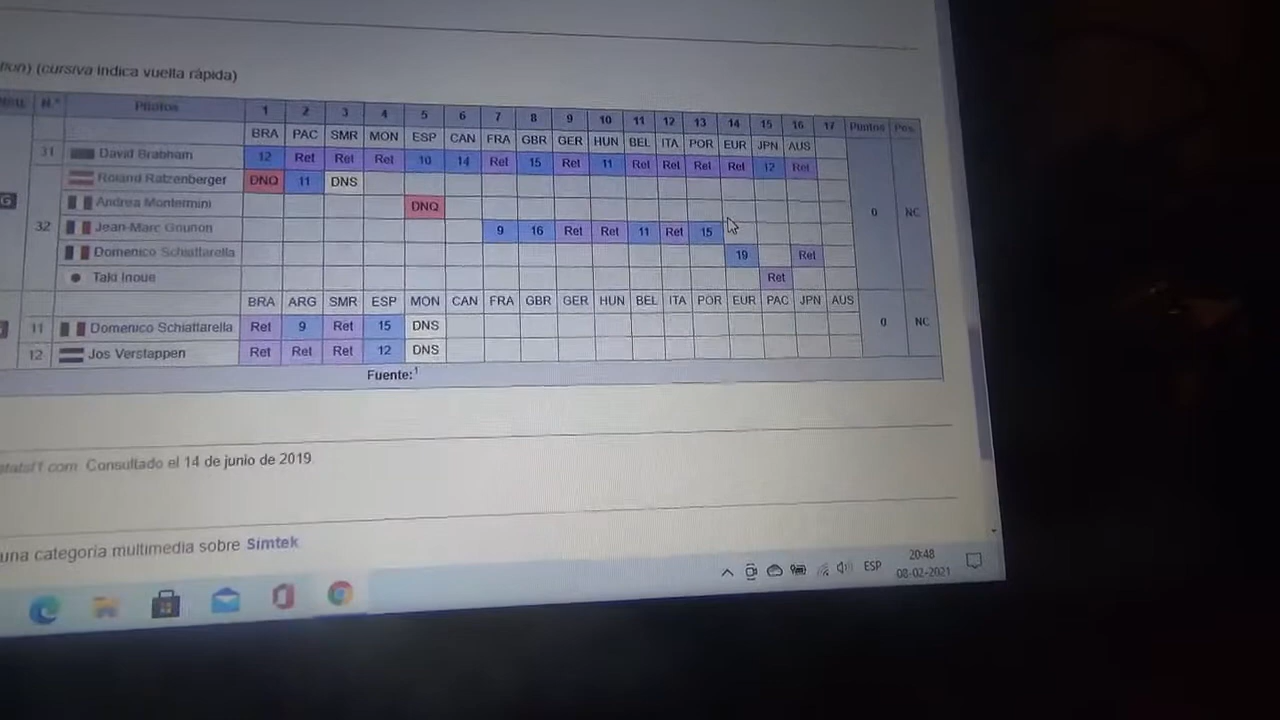 (cursiva indica vuelta rápida)
N.º Pilotos 1 2 3 4 5 6 7 8 9 10 11 12 13 14 15 16 17 Puntos Pos.
BRA PAC SMR MON ESP CAN FRA GBR GER HUN BEL ITA POR EUR JPN AUS
31 David Brabham 12 Ret Ret Ret 10 14 Ret 15 Ret 11 Ret Ret Ret Ret 12 Ret 0 NC
32 Roland Ratzenberger DNQ 11 DNS
Andrea Montermini DNQ
Jean-Marc Gounon 9 16 Ret Ret 11 Ret 15
Domenico Schiattarella 19 Ret
Taki Inoue Ret
BRA ARG SMR ESP MON CAN FRA GBR GER HUN BEL ITA POR EUR PAC JPN AUS 0 NC
11 Domenico Schiattarella Ret 9 Ret 15 DNS
12 Jos Verstappen Ret Ret Ret 12 DNS
Fuente:1
statsf1.com. Consultado el 14 de junio de 2019
una categoría multimedia sobre Simtek
ESP 20:48
08-02-2021